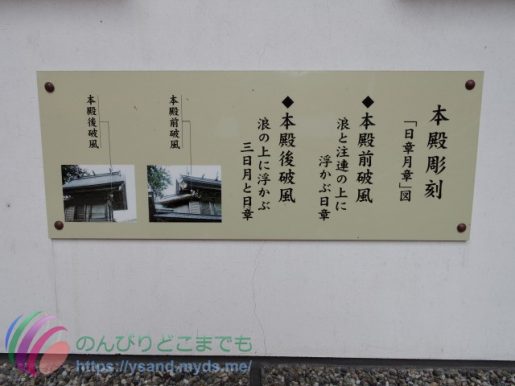 本殿彫刻
「日章月章」図
◆本殿前破風
浪と注連の上に
浮かぶ日章
◆本殿後破風
浪の上に浮かぶ
三日月と日章
本殿前破風
本殿後破風
のんびりどこまでも
https://ysand-myds.me/